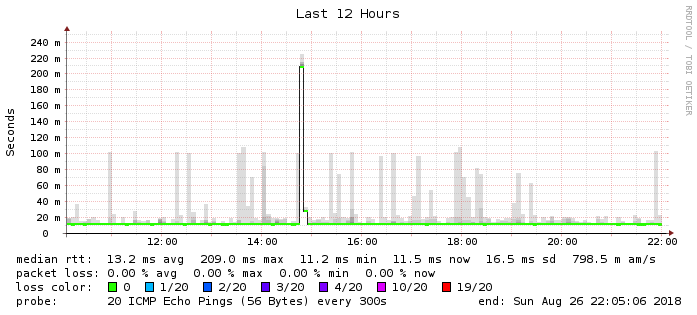 Last 12 Hours
RRDTOOL / TOBI OETIKER
Seconds
240 m
220 m
200 m
180 m
160 m
140 m
120 m
100 m
80 m
60 m
40 m
20 m
0
12:00 14:00 16:00 18:00 20:00 22:00
median rtt: 13.2 ms avg 209.0 ms max 11.2 ms min 11.5 ms now 16.5 ms sd 798.5 m am/s
packet loss: 0.00 % avg 0.00 % max 0.00 % min 0.00 % now
loss color: 0 1/20 2/20 3/20 4/20 10/20 19/20
probe: 20 ICMP Echo Pings (56 Bytes) every 300s end: Sun Aug 26 22:05:06 2018